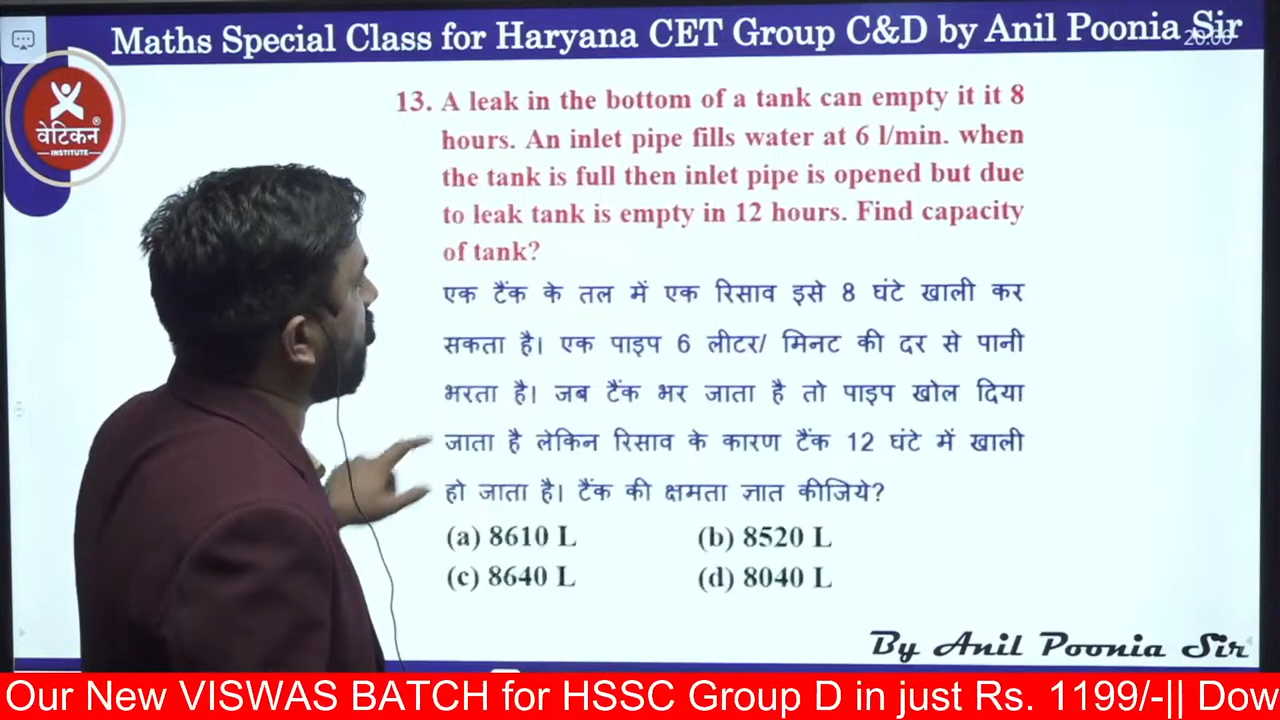 Maths Special Class for Haryana CET Group C&D by Anil Poonia Sir
20:00
वेटिकन
INSTITUTE
13. A leak in the bottom of a tank can empty it it 8
hours. An inlet pipe fills water at 6 l/min. when
the tank is full then inlet pipe is opened but due
to leak tank is empty in 12 hours. Find capacity
of tank?
एक टैंक के तल में एक रिसाव इसे 8 घंटे खाली कर
सकता है। एक पाइप 6 लीटर/ मिनट की दर से पानी
भरता है। जब टैंक भर जाता है तो पाइप खोल दिया
जाता है लेकिन रिसाव के कारण टैंक 12 घंटे में खाली
हो जाता है। टैंक की क्षमता ज्ञात कीजिये?
(a) 8610 L (b) 8520 L
(c) 8640 L (d) 8040 L
By Anil Poonia Sir
Our New VISWAS BATCH for HSSC Group D in just Rs. 1199/-|| Dow